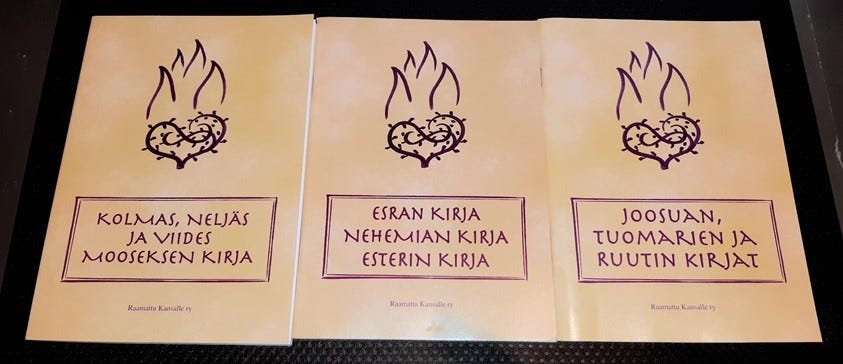 KOLMAS, NELJÄS
JA VIIDES
MOOSEKSEN KIRJA
Raamattu Kansalle ry
ESRAN KIRJA
NEHEMIAN KIRJA
ESTERIN KIRJA
Raamattu Kansalle ry
JOOSUAN,
TUOMARIEN JA
RUUTIN KIRJAT
Raamattu Kansalle ry